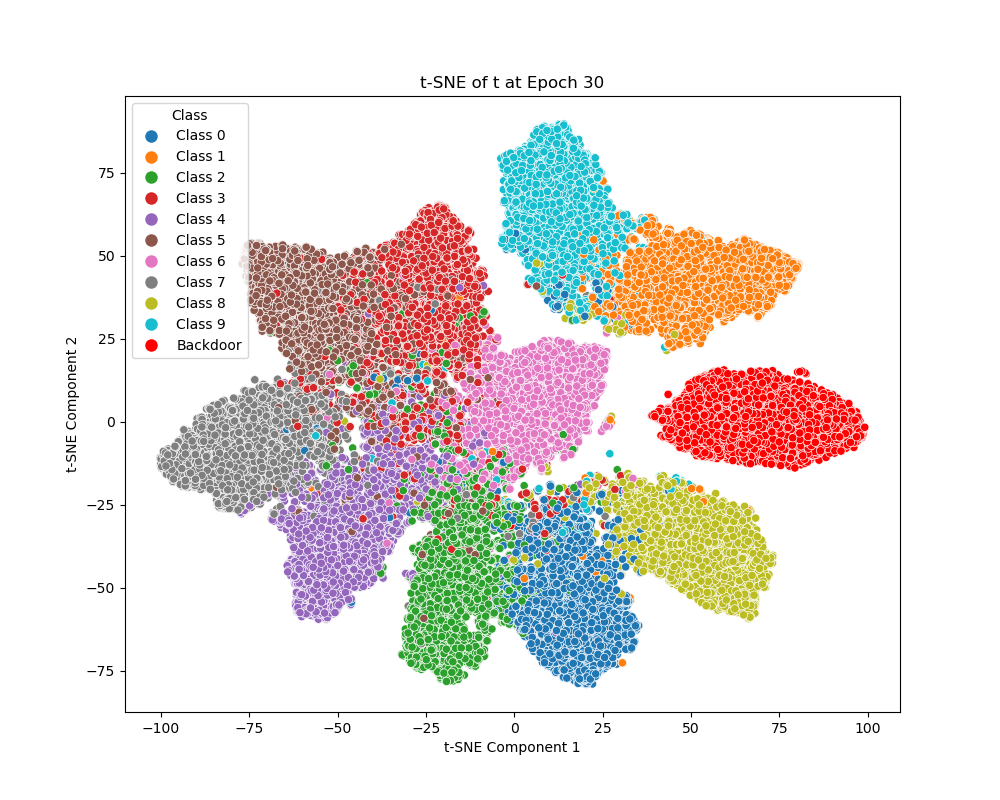 t-SNE of t at Epoch 30
Class
Class 0
Class 1
Class 2
Class 3
Class 4
Class 5
Class 6
Class 7
Class 8
Class 9
Backdoor
75
50
25
0
−25
−50
−75
t-SNE Component 2
−100 −75 −50 −25 0 25 50 75 100
t-SNE Component 1